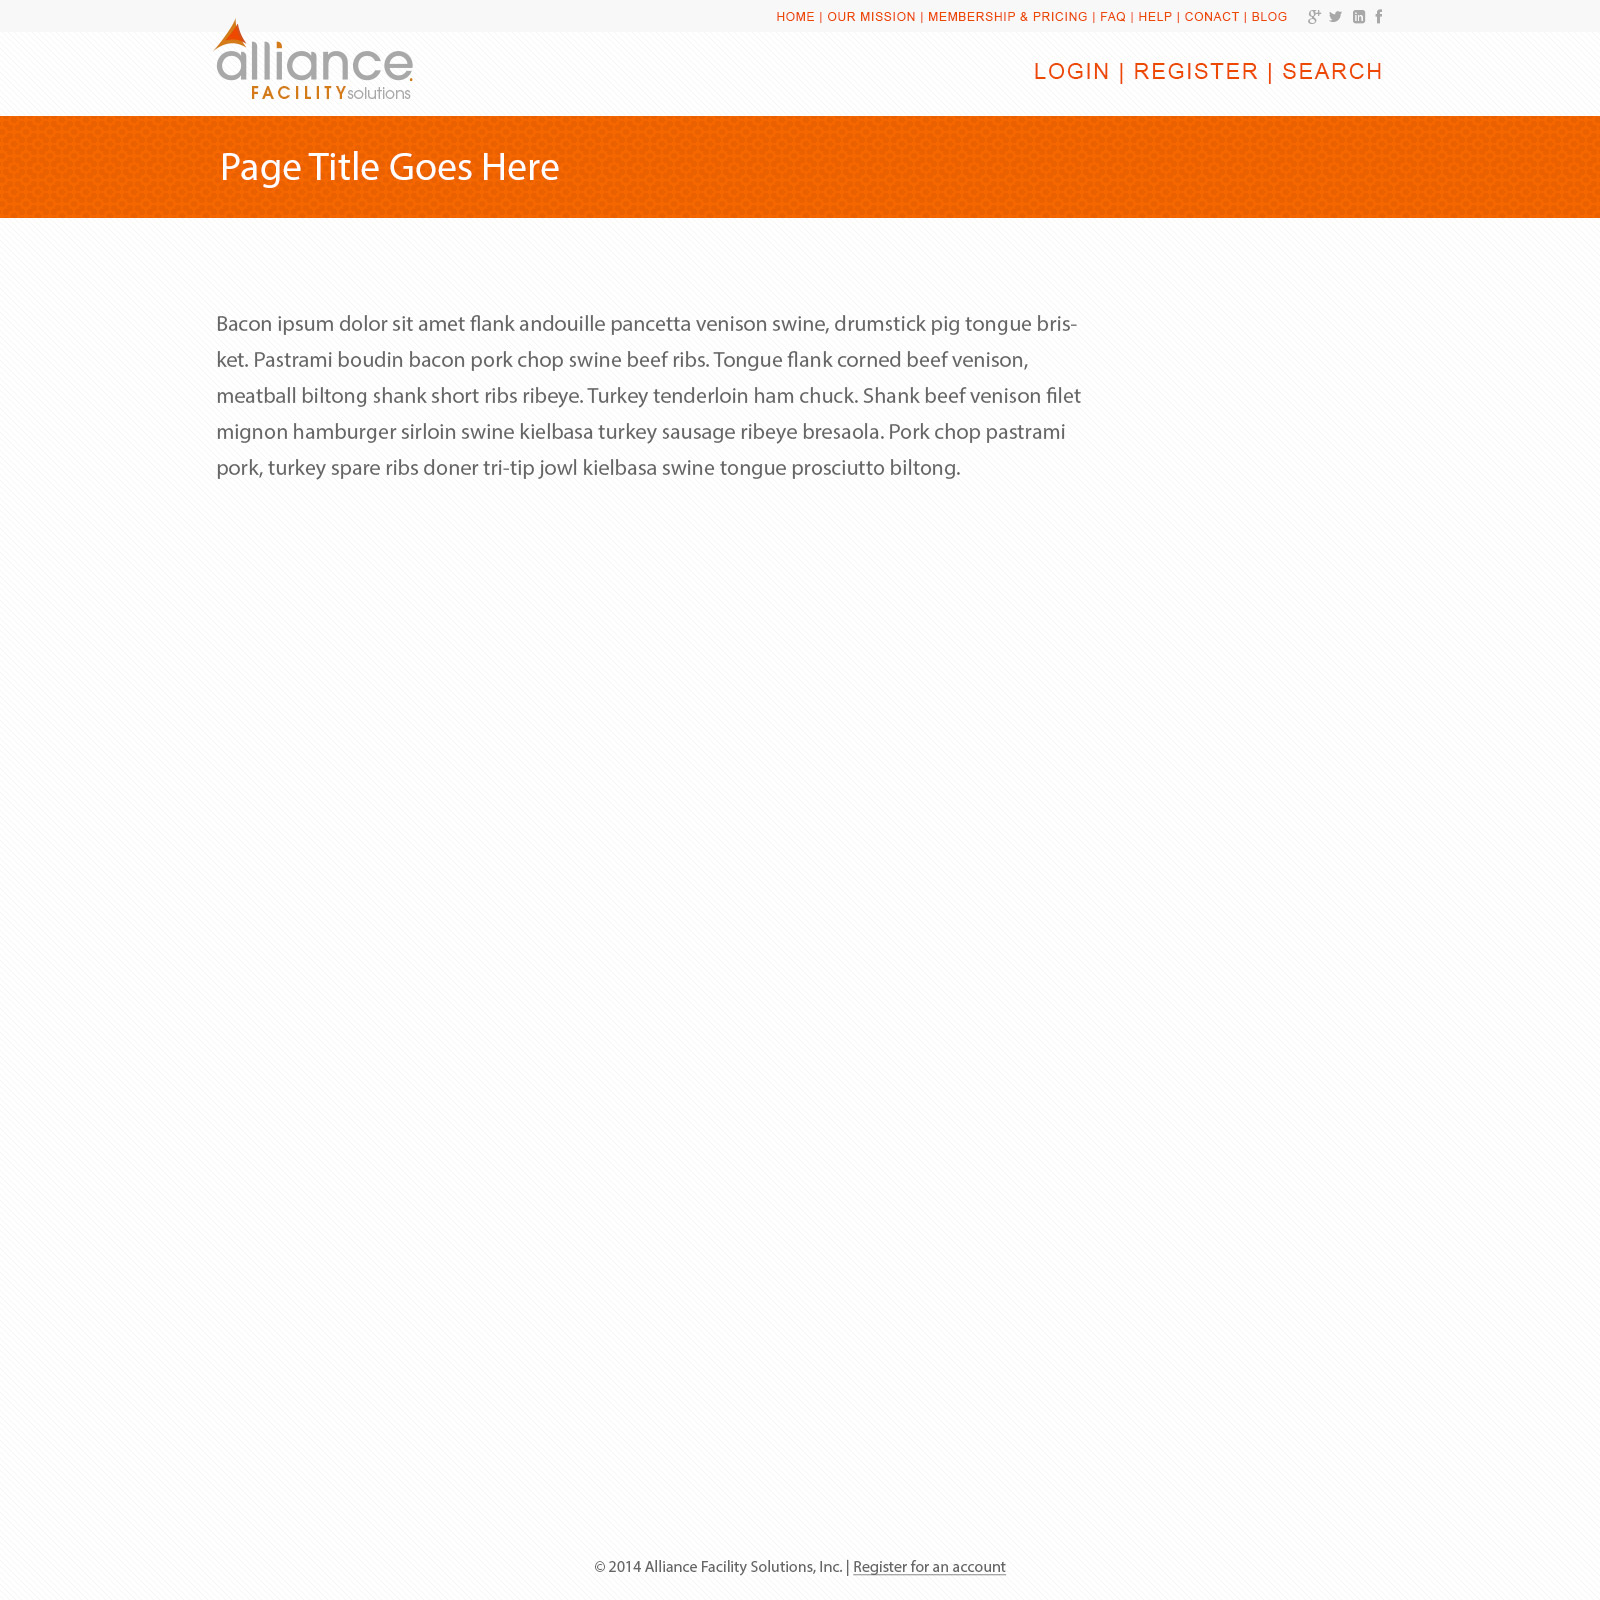 HOME | OUR MISSION | MEMBERSHIP & PRICING | FAQ | HELP | CONACT | BLOG
alliance
FACILITYsolutions
LOGIN | REGISTER | SEARCH
Page Title Goes Here
Bacon ipsum dolor sit amet flank andouille pancetta venison swine, drumstick pig tongue bris-
ket. Pastrami boudin bacon pork chop swine beef ribs. Tongue flank corned beef venison,
meatball biltong shank short ribs ribeye. Turkey tenderloin ham chuck. Shank beef venison filet
mignon hamburger sirloin swine kielbasa turkey sausage ribeye bresaola. Pork chop pastrami
pork, turkey spare ribs doner tri-tip jowl kielbasa swine tongue prosciutto biltong.
© 2014 Alliance Facility Solutions, Inc. | Register for an account